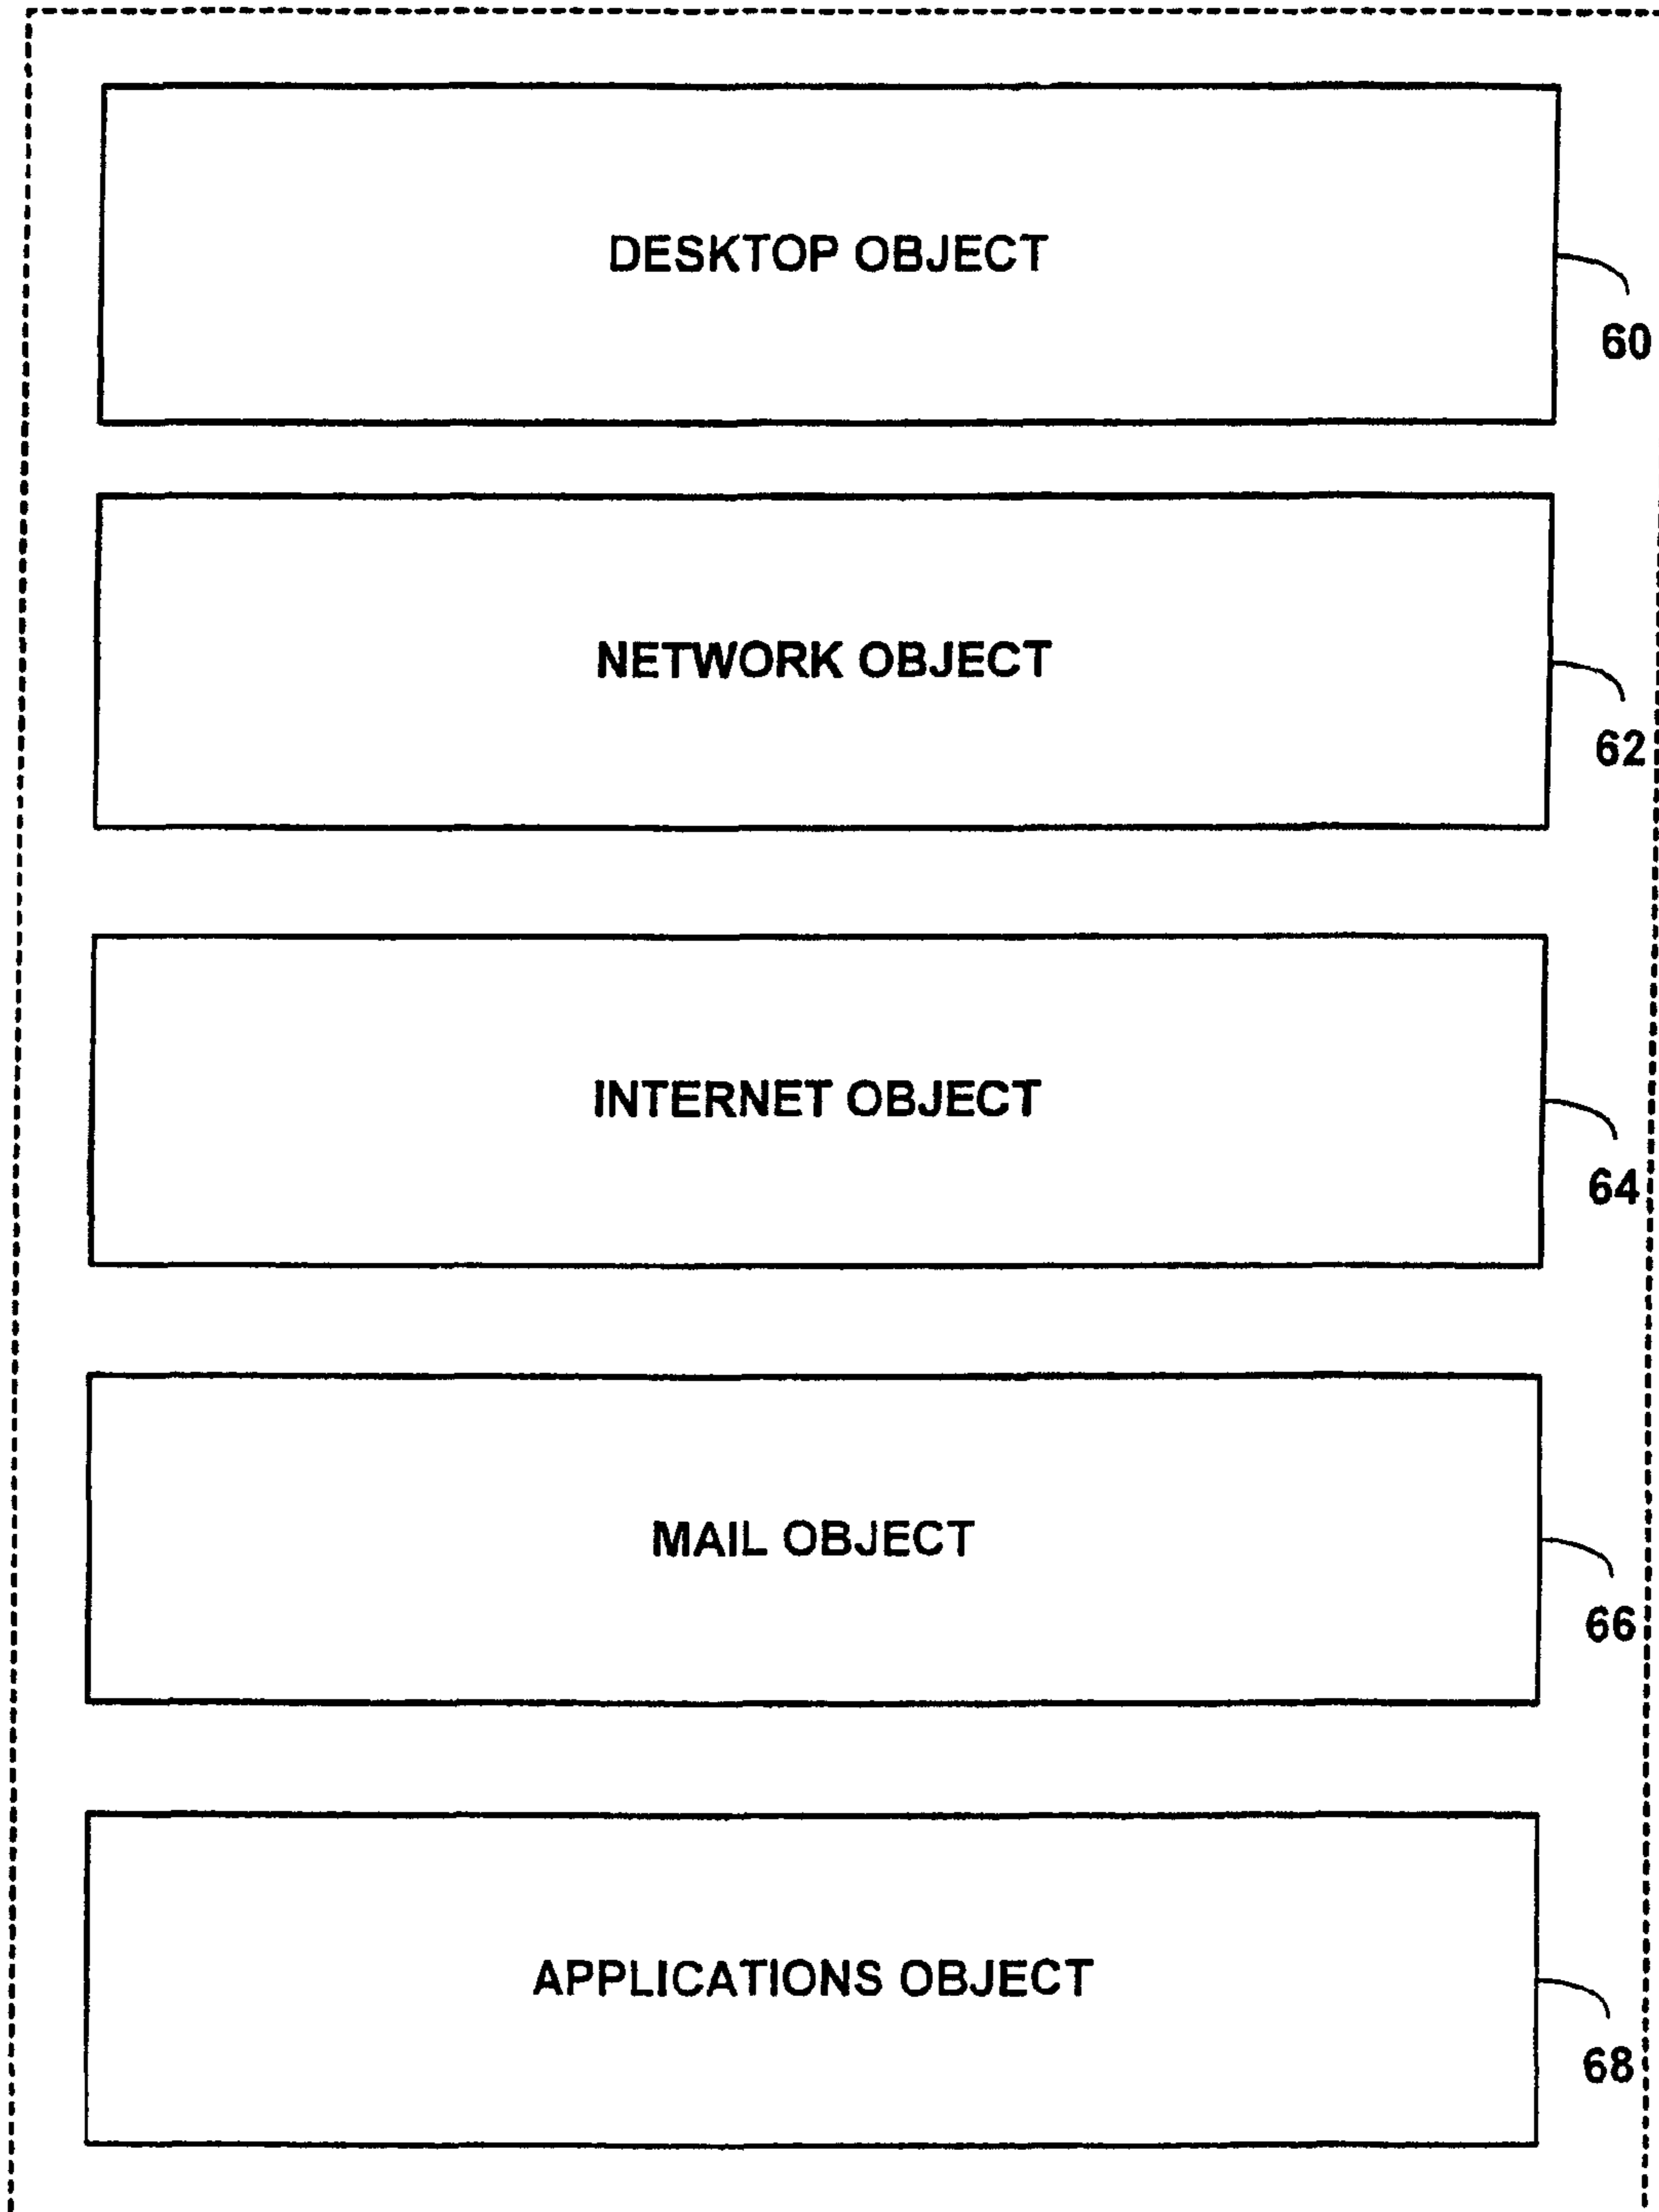 DESKTOP OBJECT
60
NETWORK OBJECT
62
INTERNET OBJECT
64
MAIL OBJECT
66
APPLICATIONS OBJECT
68